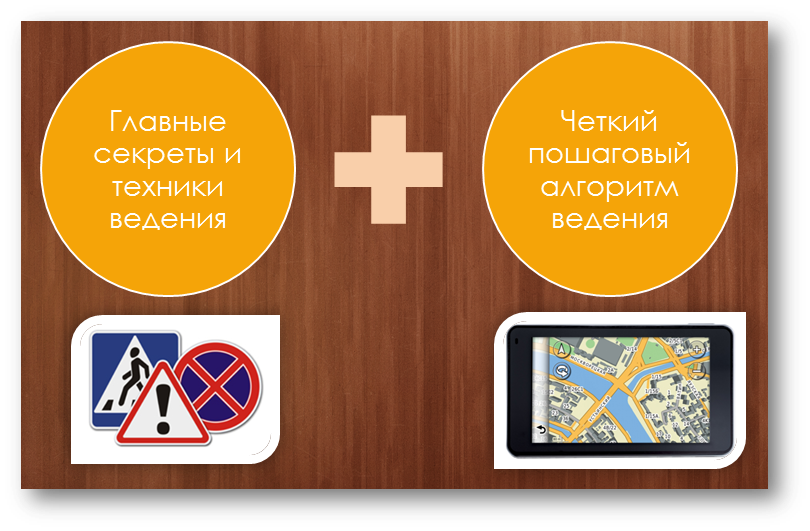 Главные
секреты и
техники
ведения
Четкий
пошаговый
алгоритм
ведения